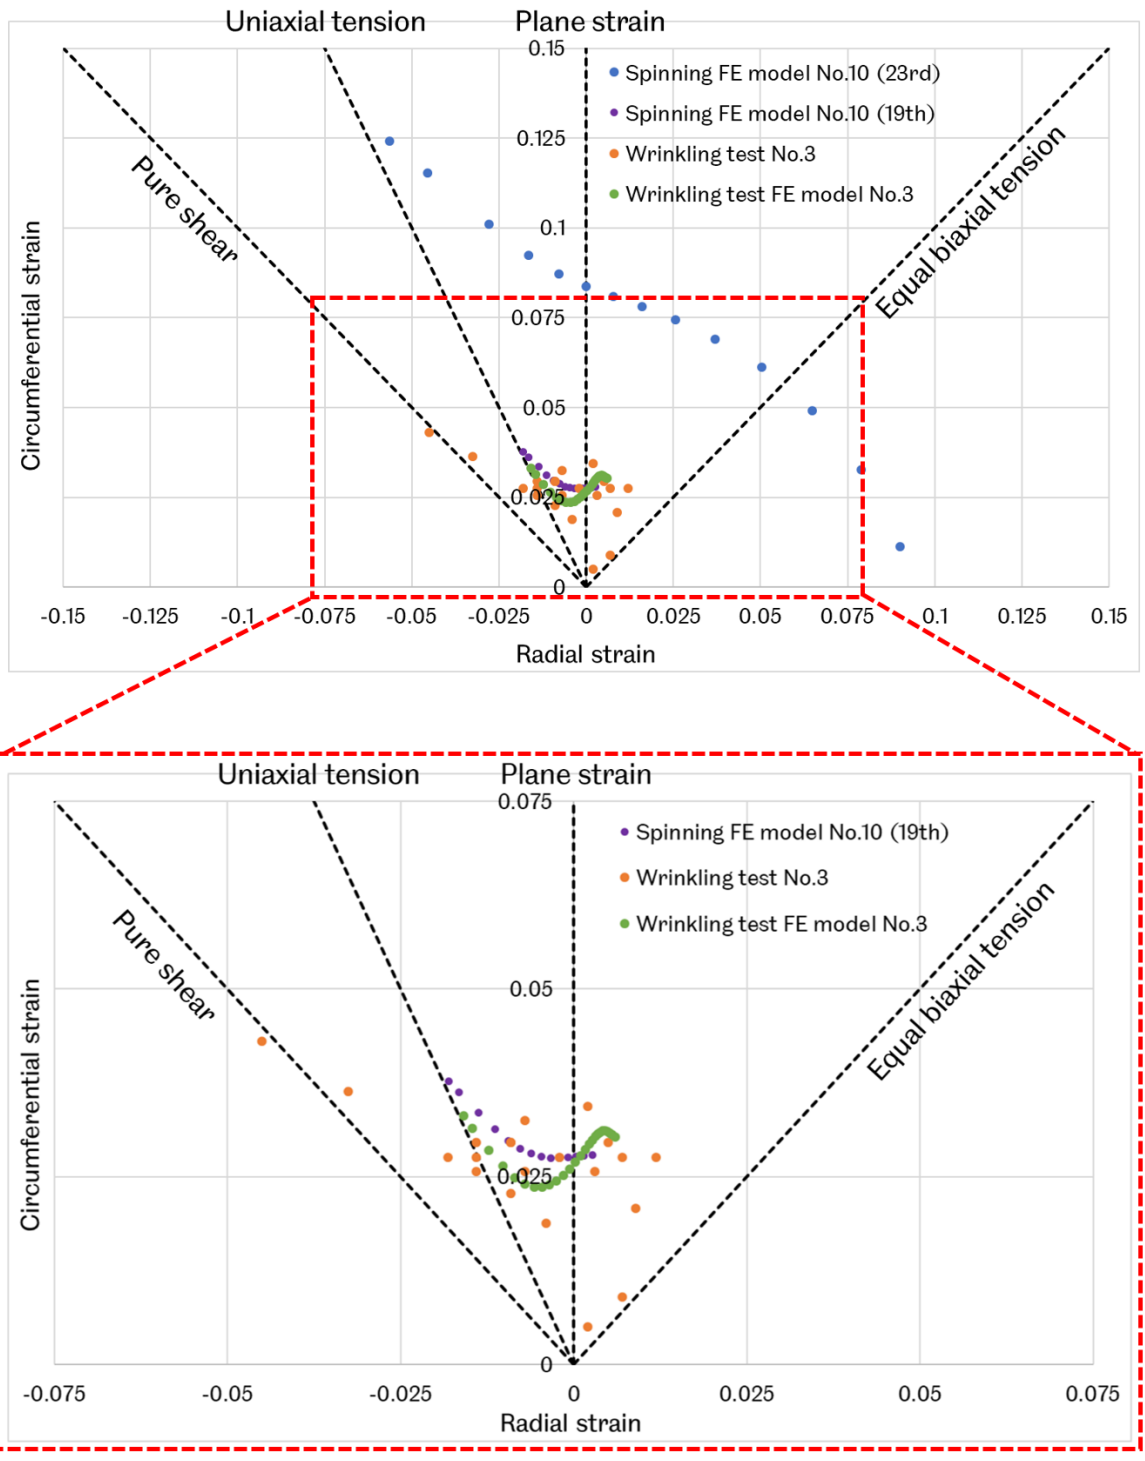 Uniaxial tension Plane strain
0.15
Spinning FE model No.10 (23rd)
Spinning FE model No.10 (19th)
0.125
Wrinkling test No.3
Wrinkling test FE model No.3
Pure shear
Equal biaxial tension
0.1
0.075
0.05
0.025
0
Circumferential strain
-0.15 -0.125 -0.1 -0.075 -0.05 -0.025 0 0.025 0.05 0.075 0.1 0.125 0.15
Radial strain
Uniaxial tension Plane strain
0.075
Spinning FE model No.10 (19th)
Wrinkling test No.3
Wrinkling test FE model No.3
Pure shear
Equal biaxial tension
0.05
0.025
0
Circumferential strain
-0.075 -0.05 -0.025 0 0.025 0.05 0.075
Radial strain